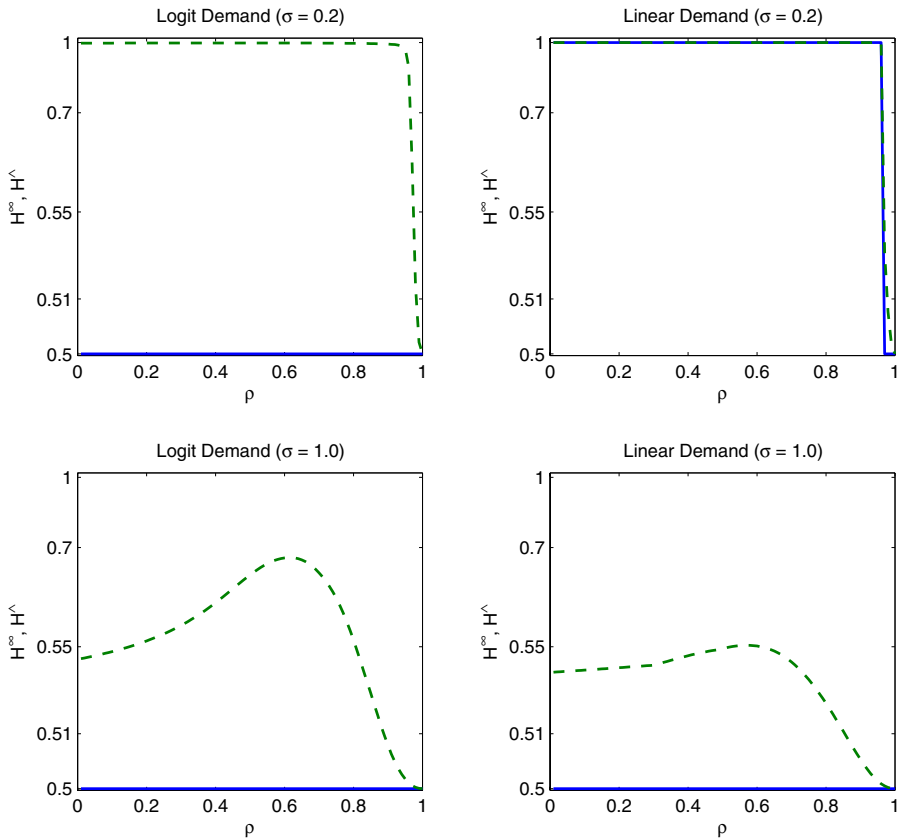 Logit Demand (σ = 0.2)
1
0.7
0.55
0.51
0.5
H^∞, H^^
0 0.2 0.4 0.6 0.8 1
ρ
Linear Demand (σ = 0.2)
1
0.7
0.55
0.51
0.5
H^∞, H^^
0 0.2 0.4 0.6 0.8 1
ρ
Logit Demand (σ = 1.0)
1
0.7
0.55
0.51
0.5
H^∞, H^^
0 0.2 0.4 0.6 0.8 1
ρ
Linear Demand (σ = 1.0)
1
0.7
0.55
0.51
0.5
H^∞, H^^
0 0.2 0.4 0.6 0.8 1
ρ